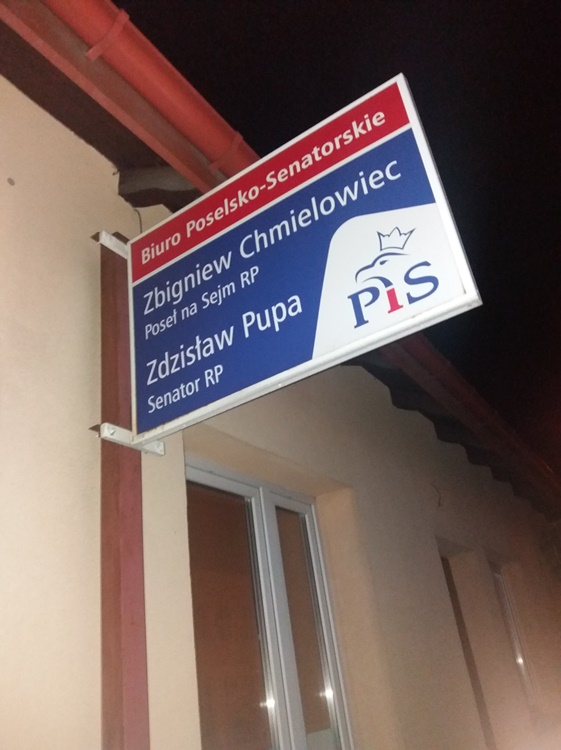 Biuro Poselsko-Senatorskie
Zbigniew Chmielowiec
Poseł na Sejm RP
Zdzisław Pupa
Senator RP
PiS